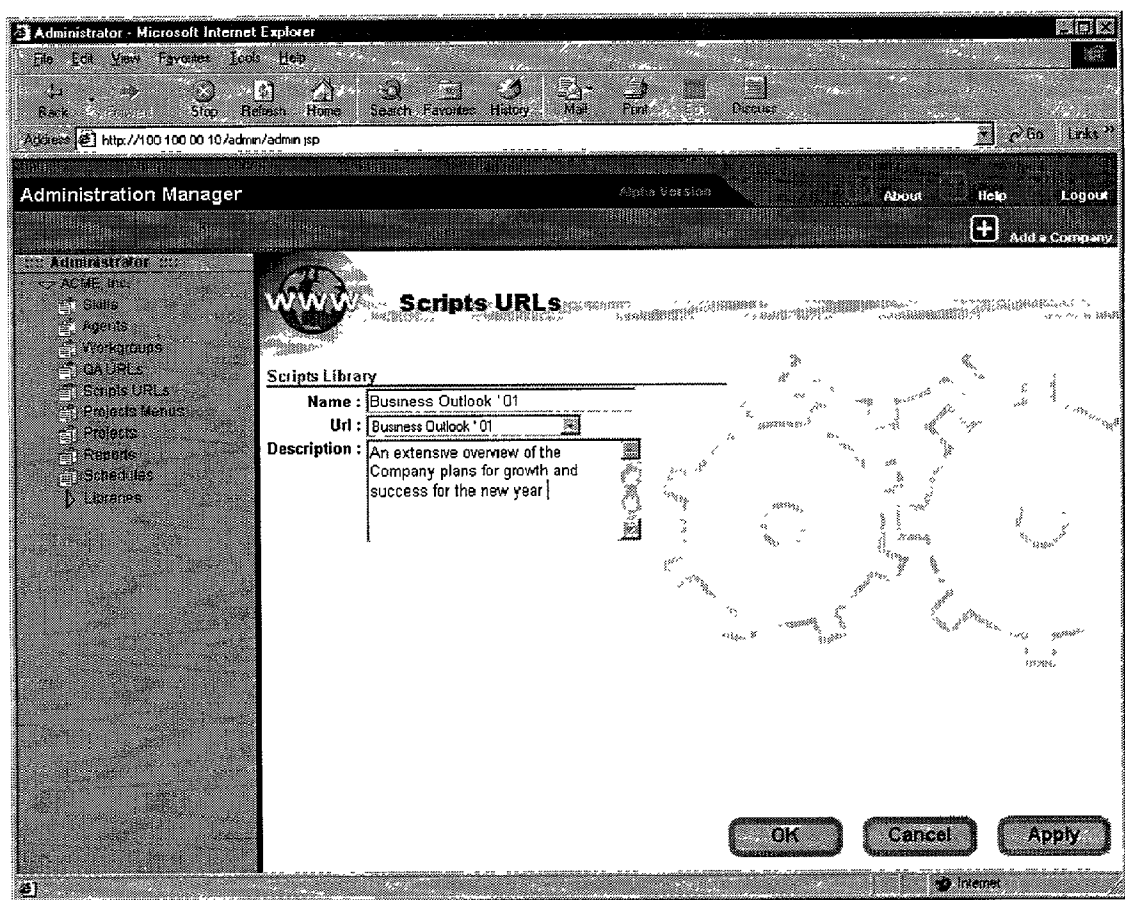 Administrator - Microsoft Internet Explorer
File Edit View Favorites Tools Help
Back Forward Stop Refresh Home Search Favorites History Mail Print Edit Discuss
Address http://100 100 00 10/admin/admin jsp Go Links »
Administration Manager Alpha Version About Help Logout
Add a Company
:::: Administrator ::::
ACME, Inc.
Skills
Agents
Workgroups
QA URLs
Scripts URLs
Projects Menus
Projects
Reports
Schedules
Libraries
www Scripts URLs
Scripts Library
Name : Business Outlook '01
Url : Business Outlook '01
Description : An extensive overview of the
Company plans for growth and
success for the new year
OK Cancel Apply
Internet